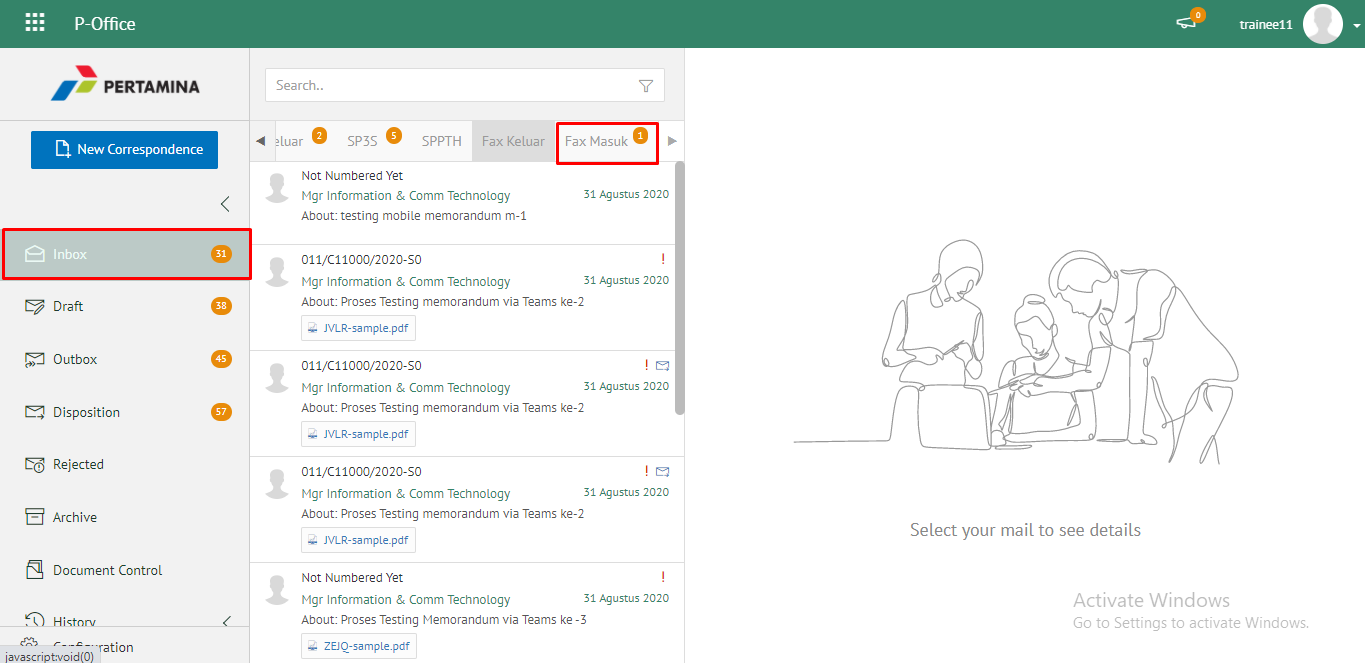 P-Office
0
trainee11
PERTAMINA
New Correspondence
Inbox 31
Draft 38
Outbox 45
Disposition 57
Rejected
Archive
Document Control
History
Configuration
javascript:void(0)
Search..
eluar 2 SP3S 5 SPPTH Fax Keluar Fax Masuk 1
Not Numbered Yet
Mgr Information & Comm Technology 31 Agustus 2020
About: testing mobile memorandum m-1
011/C11000/2020-S0 !
Mgr Information & Comm Technology 31 Agustus 2020
About: Proses Testing memorandum via Teams ke-2
JVLR-sample.pdf
011/C11000/2020-S0 !
Mgr Information & Comm Technology 31 Agustus 2020
About: Proses Testing memorandum via Teams ke-2
JVLR-sample.pdf
011/C11000/2020-S0 !
Mgr Information & Comm Technology 31 Agustus 2020
About: Proses Testing memorandum via Teams ke-2
JVLR-sample.pdf
Not Numbered Yet !
Mgr Information & Comm Technology 31 Agustus 2020
About: Proses Testing Memorandum via Teams ke -3
ZEJQ-sample.pdf
Select your mail to see details
Activate Windows
Go to Settings to activate Windows.